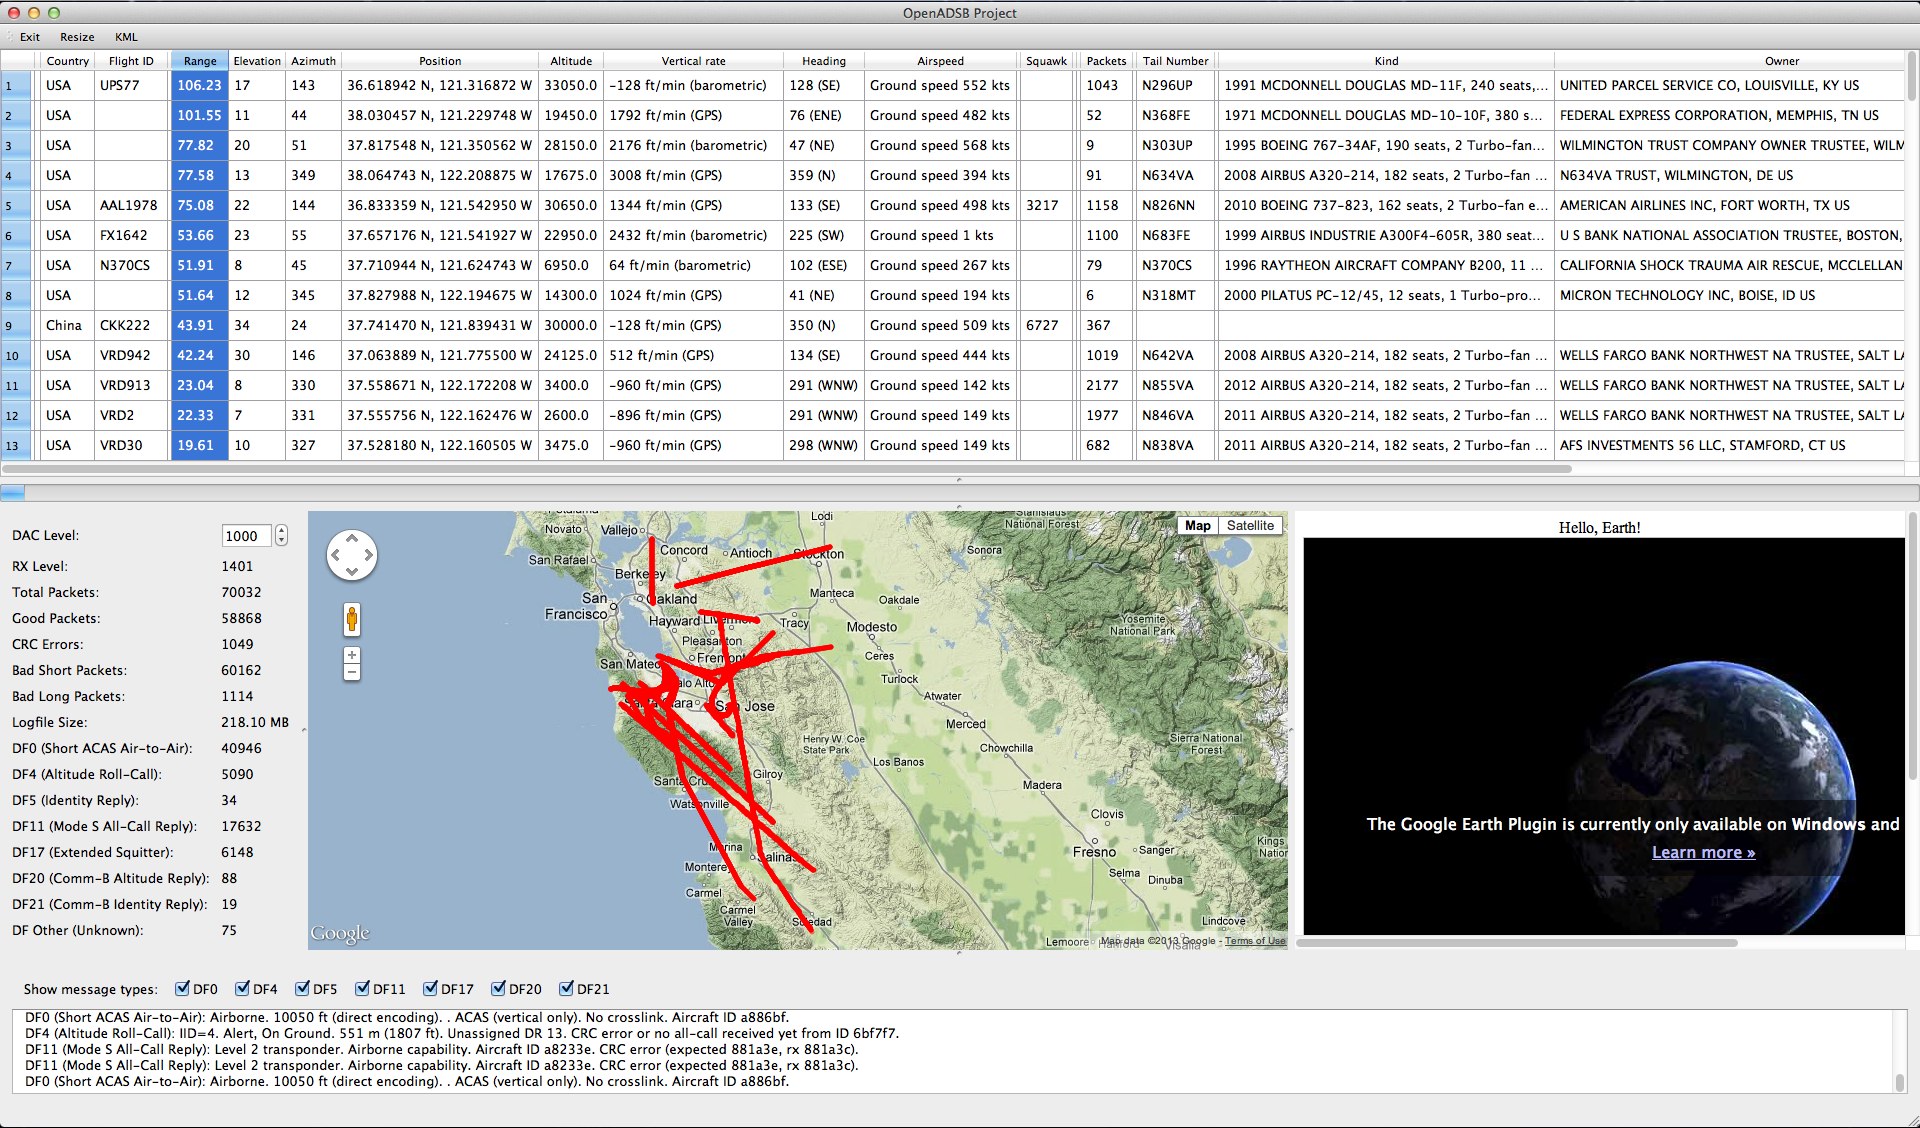 OpenADSB Project
Exit Resize KML
Country Flight ID Range Elevation Azimuth Position Altitude Vertical rate Heading Airspeed Squawk Packets Tail Number Kind Owner
1 USA UPS77 106.23 17 143 36.618942 N, 121.316872 W 33050.0 -128 ft/min (barometric) 128 (SE) Ground speed 552 kts 1043 N296UP 1991 MCDONNELL DOUGLAS MD-11F, 240 seats,... UNITED PARCEL SERVICE CO, LOUISVILLE, KY US
2 USA 101.55 11 44 38.030457 N, 121.229748 W 19450.0 1792 ft/min (GPS) 76 (ENE) Ground speed 482 kts 52 N368FE 1971 MCDONNELL DOUGLAS MD-10-10F, 380 s... FEDERAL EXPRESS CORPORATION, MEMPHIS, TN US
3 USA 77.82 20 51 37.817548 N, 121.350562 W 28150.0 2176 ft/min (barometric) 47 (NE) Ground speed 568 kts 9 N303UP 1995 BOEING 767-34AF, 190 seats, 2 Turbo-fan... WILMINGTON TRUST COMPANY OWNER TRUSTEE, WILM
4 USA 77.58 13 349 38.064743 N, 122.208875 W 17675.0 3008 ft/min (GPS) 359 (N) Ground speed 394 kts 91 N634VA 2008 AIRBUS A320-214, 182 seats, 2 Turbo-fan ... N634VA TRUST, WILMINGTON, DE US
5 USA AAL1978 75.08 22 144 36.833359 N, 121.542950 W 30650.0 1344 ft/min (GPS) 133 (SE) Ground speed 498 kts 3217 1158 N826NN 2010 BOEING 737-823, 162 seats, 2 Turbo-fan e... AMERICAN AIRLINES INC, FORT WORTH, TX US
6 USA FX1642 53.66 23 55 37.657176 N, 121.541927 W 22950.0 2432 ft/min (barometric) 225 (SW) Ground speed 1 kts 1100 N683FE 1999 AIRBUS INDUSTRIE A300F4-605R, 380 seat... U S BANK NATIONAL ASSOCIATION TRUSTEE, BOSTON,
7 USA N370CS 51.91 8 45 37.710944 N, 121.624743 W 6950.0 64 ft/min (barometric) 102 (ESE) Ground speed 267 kts 79 N370CS 1996 RAYTHEON AIRCRAFT COMPANY B200, 11 ... CALIFORNIA SHOCK TRAUMA AIR RESCUE, MCCLELLAN
8 USA 51.64 12 345 37.827988 N, 122.194675 W 14300.0 1024 ft/min (GPS) 41 (NE) Ground speed 194 kts 6 N318MT 2000 PILATUS PC-12/45, 12 seats, 1 Turbo-pro... MICRON TECHNOLOGY INC, BOISE, ID US
9 China CKK222 43.91 34 24 37.741470 N, 121.839431 W 30000.0 -128 ft/min (GPS) 350 (N) Ground speed 509 kts 6727 367
10 USA VRD942 42.24 30 146 37.063889 N, 121.775500 W 24125.0 512 ft/min (GPS) 134 (SE) Ground speed 444 kts 1019 N642VA 2008 AIRBUS A320-214, 182 seats, 2 Turbo-fan ... WELLS FARGO BANK NORTHWEST NA TRUSTEE, SALT LA
11 USA VRD913 23.04 8 330 37.558671 N, 122.172208 W 3400.0 -960 ft/min (GPS) 291 (WNW) Ground speed 142 kts 2177 N855VA 2012 AIRBUS A320-214, 182 seats, 2 Turbo-fan ... WELLS FARGO BANK NORTHWEST NA TRUSTEE, SALT LA
12 USA VRD2 22.33 7 331 37.555756 N, 122.162476 W 2600.0 -896 ft/min (GPS) 291 (WNW) Ground speed 149 kts 1977 N846VA 2011 AIRBUS A320-214, 182 seats, 2 Turbo-fan ... WELLS FARGO BANK NORTHWEST NA TRUSTEE, SALT LA
13 USA VRD30 19.61 10 327 37.528180 N, 122.160505 W 3475.0 -960 ft/min (GPS) 298 (WNW) Ground speed 149 kts 682 N838VA 2011 AIRBUS A320-214, 182 seats, 2 Turbo-fan ... AFS INVESTMENTS 56 LLC, STAMFORD, CT US
DAC Level: 1000
RX Level: 1401
Total Packets: 70032
Good Packets: 58868
CRC Errors: 1049
Bad Short Packets: 60162
Bad Long Packets: 1114
Logfile Size: 218.10 MB
DF0 (Short ACAS Air-to-Air): 40946
DF4 (Altitude Roll-Call): 5090
DF5 (Identity Reply): 34
DF11 (Mode S All-Call Reply): 17632
DF17 (Extended Squitter): 6148
DF20 (Comm-B Altitude Reply): 88
DF21 (Comm-B Identity Reply): 19
DF Other (Unknown): 75
Map Satellite
Lodi
Stanislaus
National Forest
Novato
Vallejo
San Rafael
Concord
Antioch
Stockton
Sonora
Berkeley
San
Francisco
Oakland
Manteca
Oakdale
Hayward
Livermore
Tracy
Modesto
Yosemite
National Park
Pleasanton
San Mateo
Fremont
Ceres
Palo Alto
Turlock
Santa Clara
San Jose
Atwater
Merced
Henry W. Coe
State Park
Chowchilla
Sierra National
Forest
Los Banos
Santa Cruz
Gilroy
Madera
Watsonville
Clovis
Marina
Salinas
Fresno
Sanger
Kings
Nation
Monterey
Selma
Dinuba
Carmel
Carmel
Valley
Soledad
Lindcove
Lemoore
Hanford
Visalia
Google
Map data ©2013 Google - Terms of Use
Hello, Earth!
The Google Earth Plugin is currently only available on Windows and
Learn more »
Show message types: DF0 DF4 DF5 DF11 DF17 DF20 DF21
DF0 (Short ACAS Air-to-Air): Airborne. 10050 ft (direct encoding). . ACAS (vertical only). No crosslink. Aircraft ID a886bf.
DF4 (Altitude Roll-Call): IID=4. Alert, On Ground. 551 m (1807 ft). Unassigned DR 13. CRC error or no all-call received yet from ID 6bf7f7.
DF11 (Mode S All-Call Reply): Level 2 transponder. Airborne capability. Aircraft ID a8233e. CRC error (expected 881a3e, rx 881a3c).
DF11 (Mode S All-Call Reply): Level 2 transponder. Airborne capability. Aircraft ID a8233e. CRC error (expected 881a3e, rx 881a3c).
DF0 (Short ACAS Air-to-Air): Airborne. 10050 ft (direct encoding). . ACAS (vertical only). No crosslink. Aircraft ID a886bf.